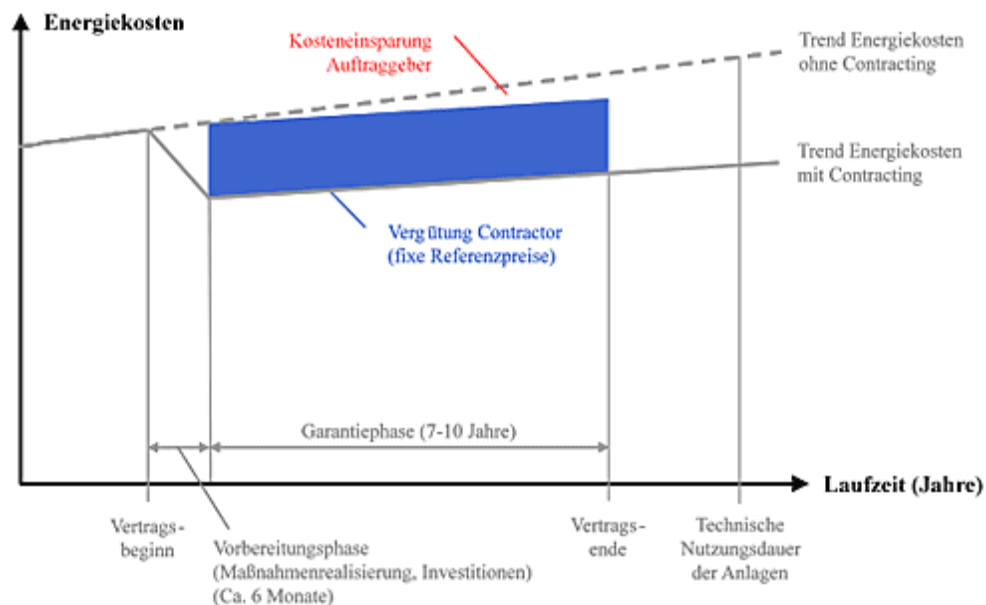 Energiekosten
Kosteneinsparung
Auftraggeber
Trend Energiekosten
ohne Contracting
Trend Energiekosten
mit Contracting
Vergütung Contractor
(fixe Referenzpreise)
Garantiephase (7-10 Jahre)
Laufzeit (Jahre)
Vertrags-
beginn
Vorbereitungsphase
(Maßnahmenrealisierung, Investitionen)
(Ca. 6 Monate)
Vertrags-
ende
Technische
Nutzungsdauer
der Anlagen